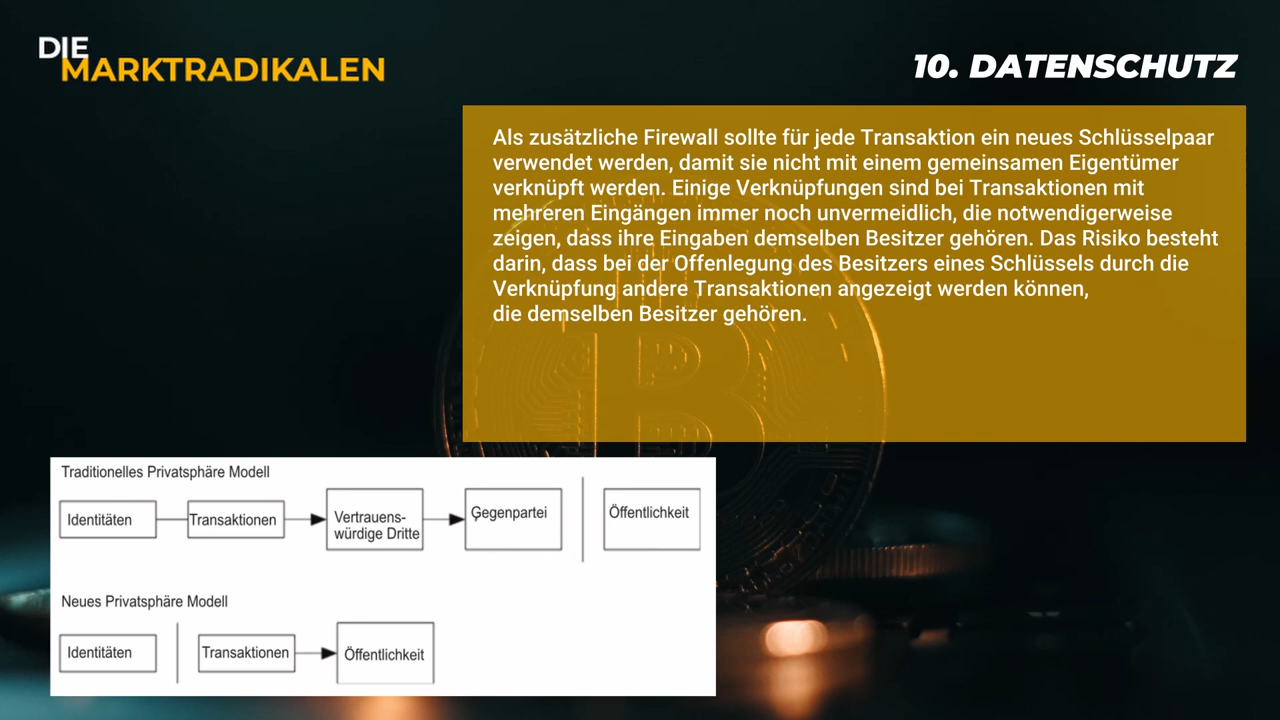 DIE
MARKTRADIKALEN
10. DATENSCHUTZ
Als zusätzliche Firewall sollte für jede Transaktion ein neues Schlüsselpaar
verwendet werden, damit sie nicht mit einem gemeinsamen Eigentümer
verknüpft werden. Einige Verknüpfungen sind bei Transaktionen mit
mehreren Eingängen immer noch unvermeidlich, die notwendigerweise
zeigen, dass ihre Eingaben demselben Besitzer gehören. Das Risiko besteht
darin, dass bei der Offenlegung des Besitzers eines Schlüssels durch die
Verknüpfung andere Transaktionen angezeigt werden können,
die demselben Besitzer gehören.
Traditionelles Privatsphäre Modell
Identitäten
Transaktionen
Vertrauens-
würdige Dritte
Gegenpartei
Öffentlichkeit
Neues Privatsphäre Modell
Identitäten
Transaktionen
Öffentlichkeit